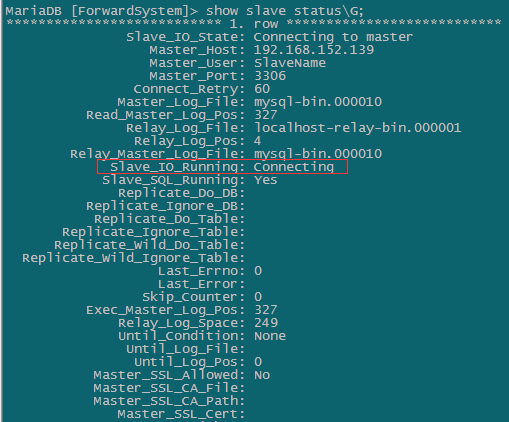 MariaDB [ForwardSystem]> show slave status\G;
*************************** 1. row ***************************
Slave_IO_State: Connecting to master
Master_Host: 192.168.152.139
Master_User: SlaveName
Master_Port: 3306
Connect_Retry: 60
Master_Log_File: mysql-bin.000010
Read_Master_Log_Pos: 327
Relay_Log_File: localhost-relay-bin.000001
Relay_Log_Pos: 4
Relay_Master_Log_File: mysql-bin.000010
Slave_IO_Running: Connecting
Slave_SQL_Running: Yes
Replicate_Do_DB:
Replicate_Ignore_DB:
Replicate_Do_Table:
Replicate_Ignore_Table:
Replicate_Wild_Do_Table:
Replicate_Wild_Ignore_Table:
Last_Errno: 0
Last_Error:
Skip_Counter: 0
Exec_Master_Log_Pos: 327
Relay_Log_Space: 249
Until_Condition: None
Until_Log_File:
Until_Log_Pos: 0
Master_SSL_Allowed: No
Master_SSL_CA_File:
Master_SSL_CA_Path:
Master_SSL_Cert: